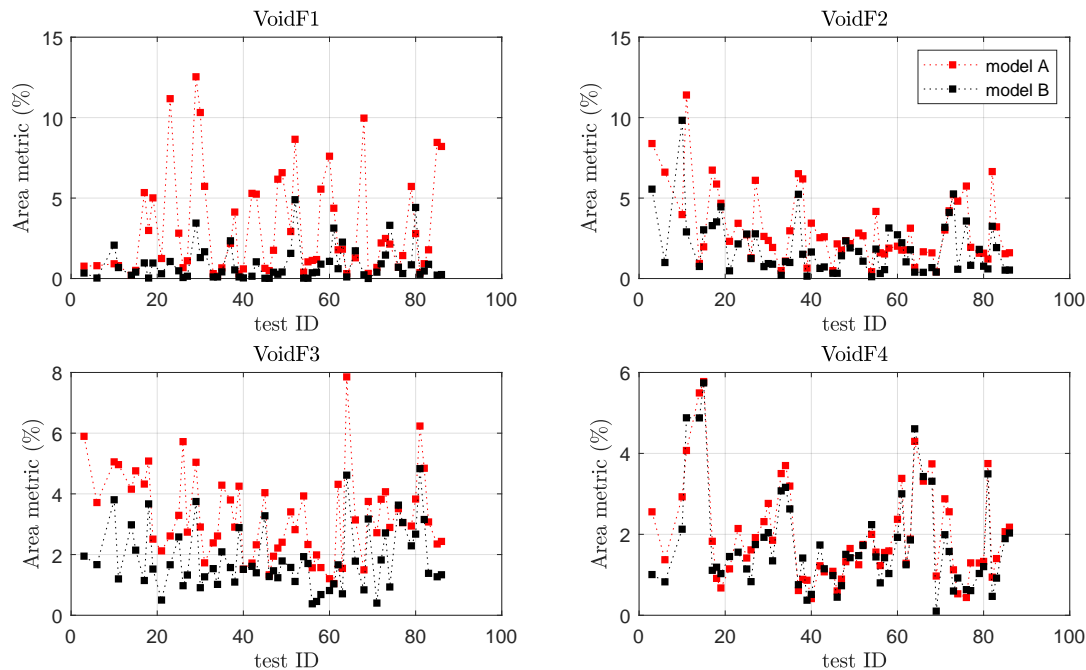 VoidF1
15
10
5
0
Area metric (%)
0 20 40 60 80 100
test ID
VoidF2
15
10
5
0
Area metric (%)
model A
model B
0 20 40 60 80 100
test ID
VoidF3
8
6
4
2
0
Area metric (%)
0 20 40 60 80 100
test ID
VoidF4
6
4
2
0
Area metric (%)
0 20 40 60 80 100
test ID